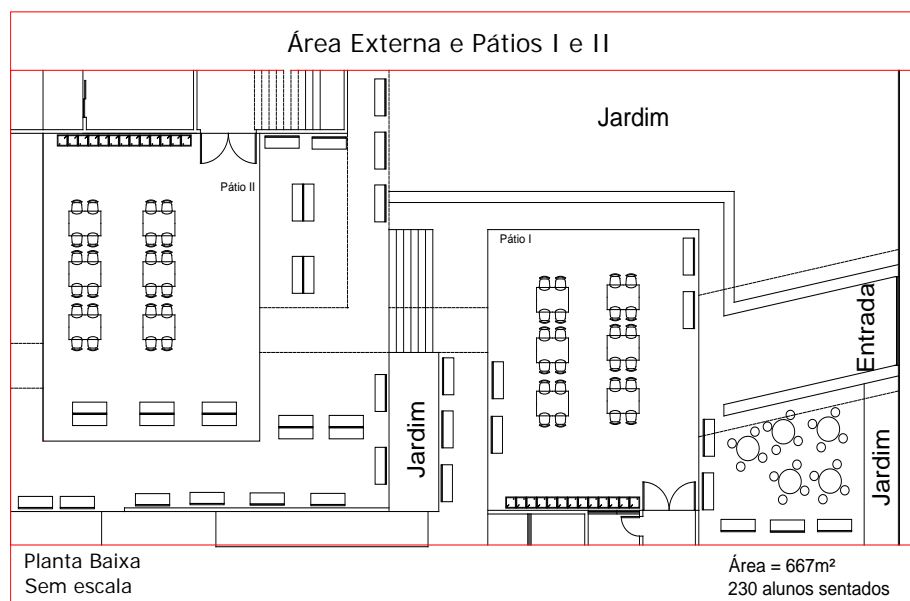 Área Externa e Pátios I e II
Jardim
Pátio II
Pátio I
Entrada
Jardim
Jardim
Planta Baixa
Sem escala
Área = 667m²
230 alunos sentados